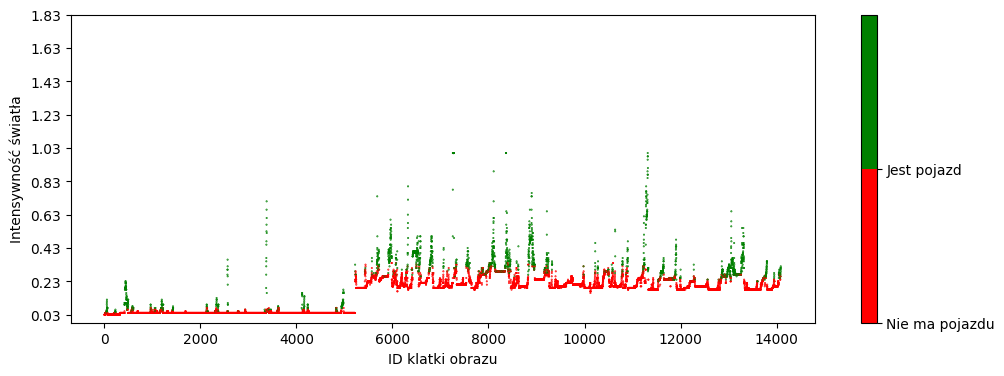 1.83
1.63
1.43
1.23
1.03
0.83
0.63
0.43
0.23
0.03
Intensywność światła
0 2000 4000 6000 8000 10000 12000 14000
ID klatki obrazu
Jest pojazd
Nie ma pojazdu